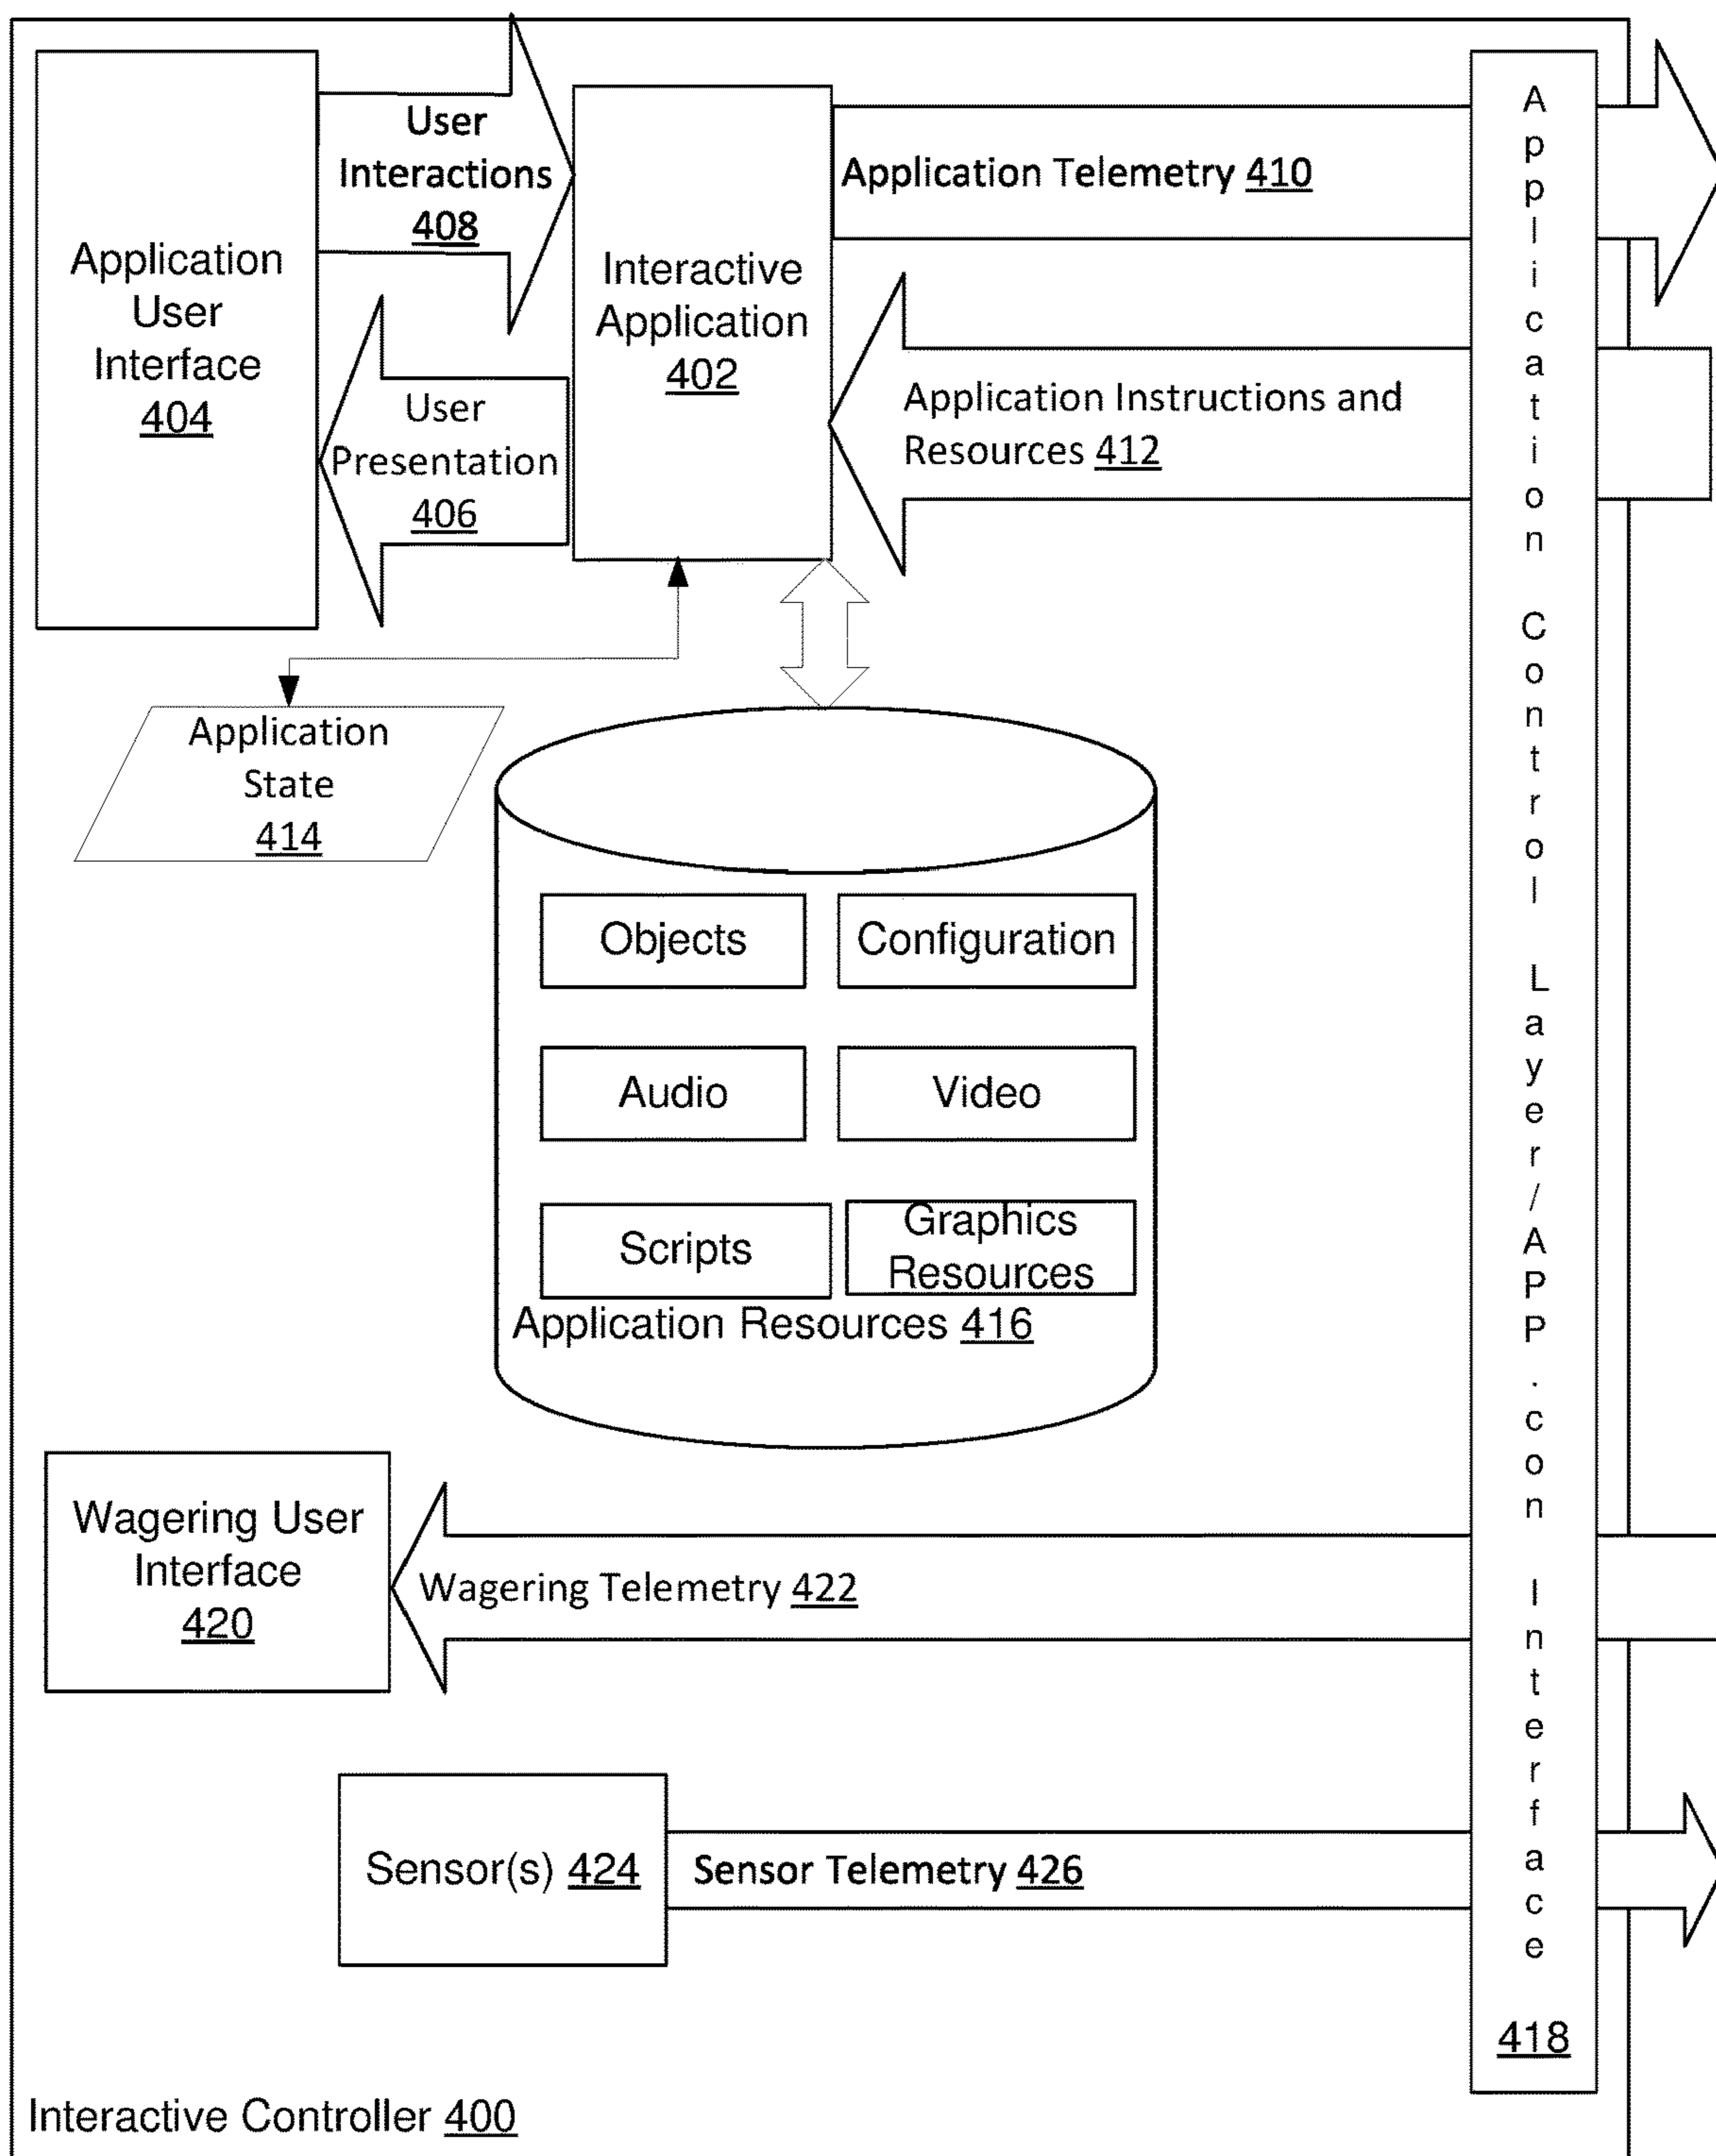 Application
User
Interface
404
User
Interactions
408
User
Presentation
406
Interactive
Application
402
Application Telemetry 410
Application Instructions and
Resources 412
Application
State
414
Objects
Configuration
Audio
Video
Scripts
Graphics
Resources
Application Resources 416
Wagering User
Interface
420
Wagering Telemetry 422
Sensor(s) 424
Sensor Telemetry 426
Application Control Layer/APP.con Interface
418
Interactive Controller 400